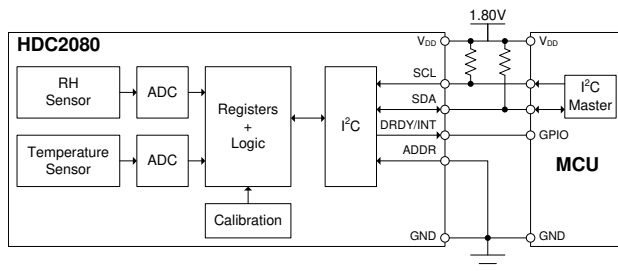 1.80V
HDC2080
VDD
VDD
RH
Sensor
ADC
Registers
+
Logic
I²C
SCL
SDA
DRDY/INT
ADDR
I²C
Master
GPIO
MCU
Temperature
Sensor
ADC
Calibration
GND
GND